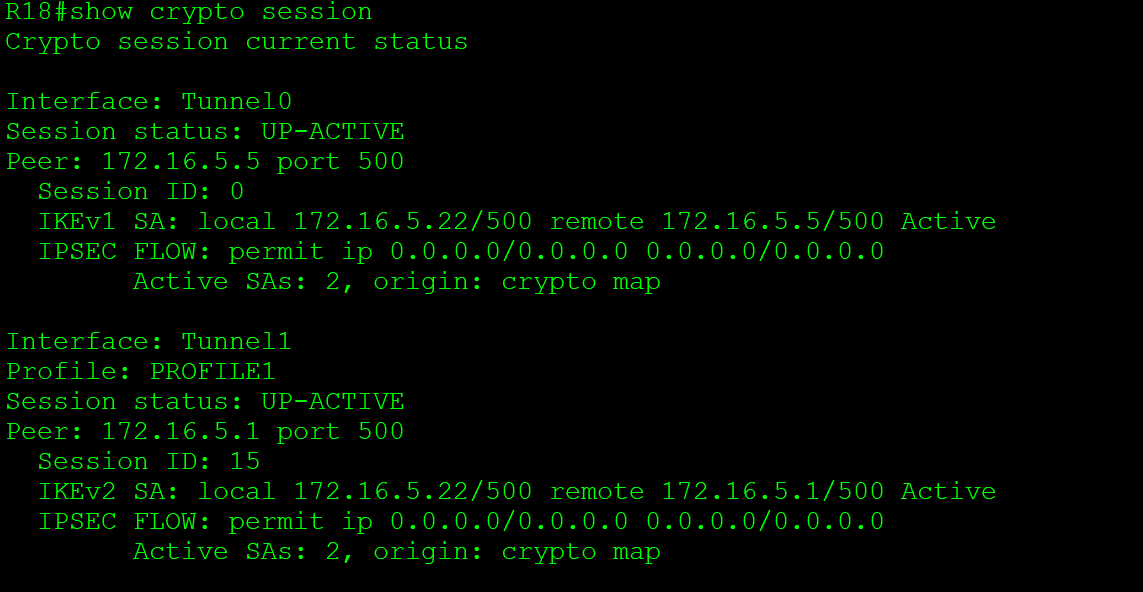 R18#show crypto session
Crypto session current status

Interface: Tunnel0
Session status: UP-ACTIVE
Peer: 172.16.5.5 port 500
  Session ID: 0
  IKEv1 SA: local 172.16.5.22/500 remote 172.16.5.5/500 Active
  IPSEC FLOW: permit ip 0.0.0.0/0.0.0.0 0.0.0.0/0.0.0.0
        Active SAs: 2, origin: crypto map

Interface: Tunnel1
Profile: PROFILE1
Session status: UP-ACTIVE
Peer: 172.16.5.1 port 500
  Session ID: 15
  IKEv2 SA: local 172.16.5.22/500 remote 172.16.5.1/500 Active
  IPSEC FLOW: permit ip 0.0.0.0/0.0.0.0 0.0.0.0/0.0.0.0
        Active SAs: 2, origin: crypto map